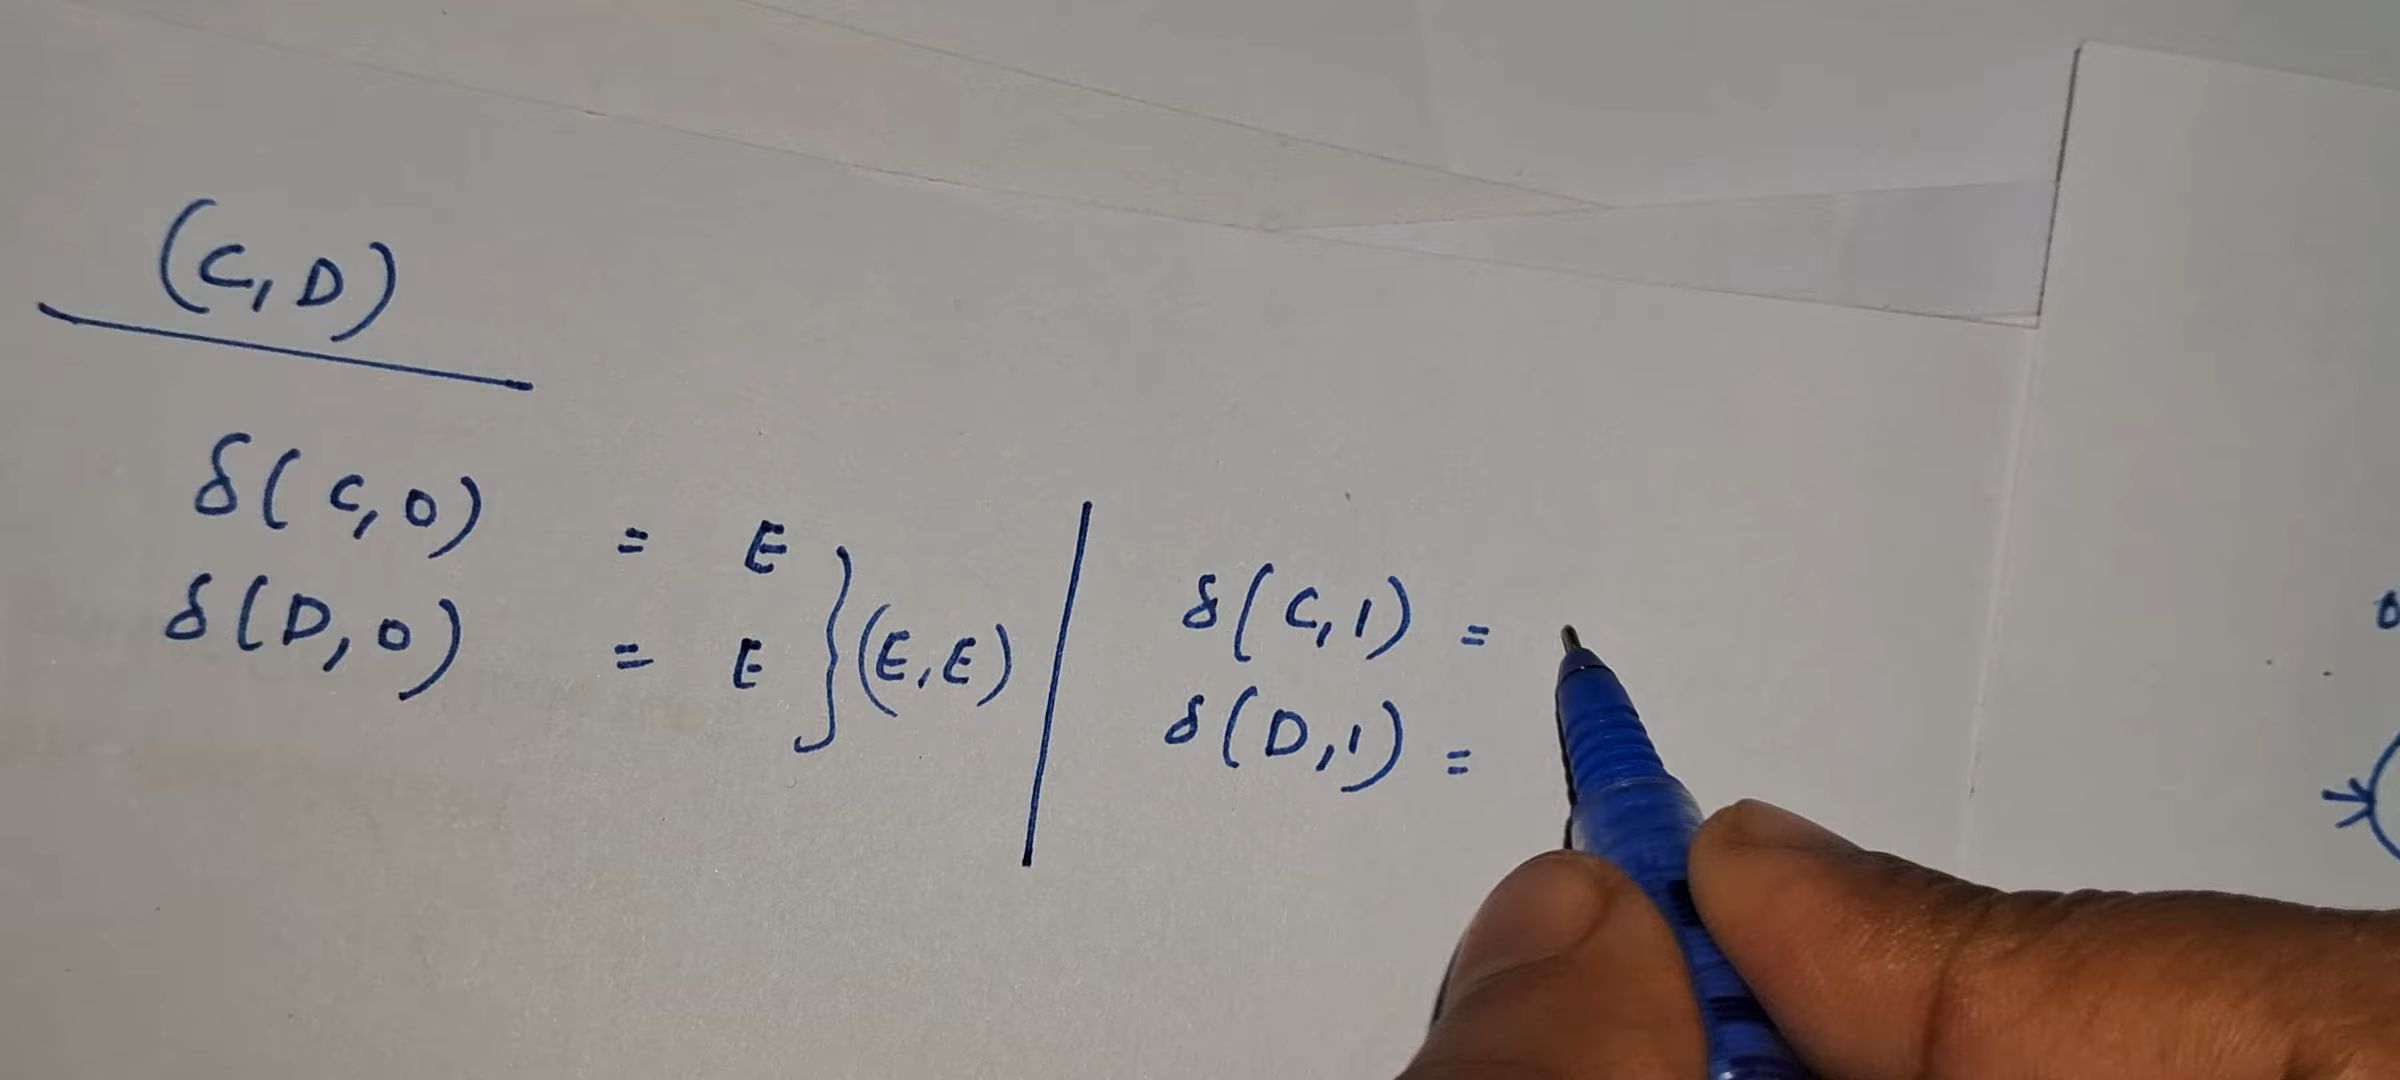 (C, D)
δ(C, 0) = E
δ(D, 0) = E
(E, E)
δ(C, 1) =
δ(D, 1) =